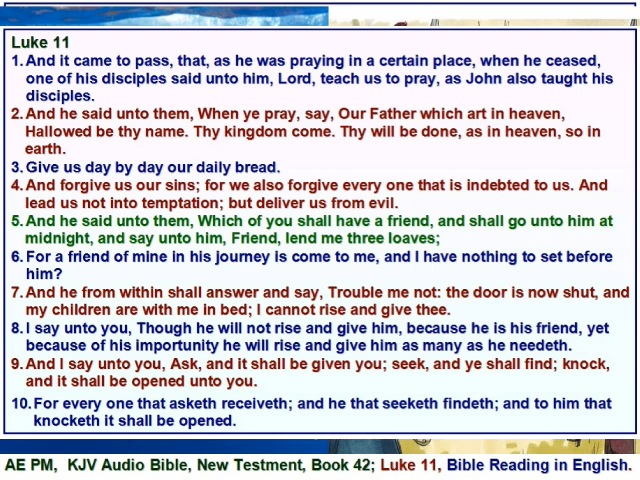 Luke 11
1. And it came to pass, that, as he was praying in a certain place, when he ceased,
one of his disciples said unto him, Lord, teach us to pray, as John also taught his
disciples.
2. And he said unto them, When ye pray, say, Our Father which art in heaven,
Hallowed be thy name. Thy kingdom come. Thy will be done, as in heaven, so in
earth.
3. Give us day by day our daily bread.
4. And forgive us our sins; for we also forgive every one that is indebted to us. And
lead us not into temptation; but deliver us from evil.
5. And he said unto them, Which of you shall have a friend, and shall go unto him at
midnight, and say unto him, Friend, lend me three loaves;
6. For a friend of mine in his journey is come to me, and I have nothing to set before
him?
7. And he from within shall answer and say, Trouble me not: the door is now shut, and
my children are with me in bed; I cannot rise and give thee.
8. I say unto you, Though he will not rise and give him, because he is his friend, yet
because of his importunity he will rise and give him as many as he needeth.
9. And I say unto you, Ask, and it shall be given you; seek, and ye shall find; knock,
and it shall be opened unto you.
10. For every one that asketh receiveth; and he that seeketh findeth; and to him that
knocketh it shall be opened.
AE PM, KJV Audio Bible, New Testment, Book 42; Luke 11, Bible Reading in English.